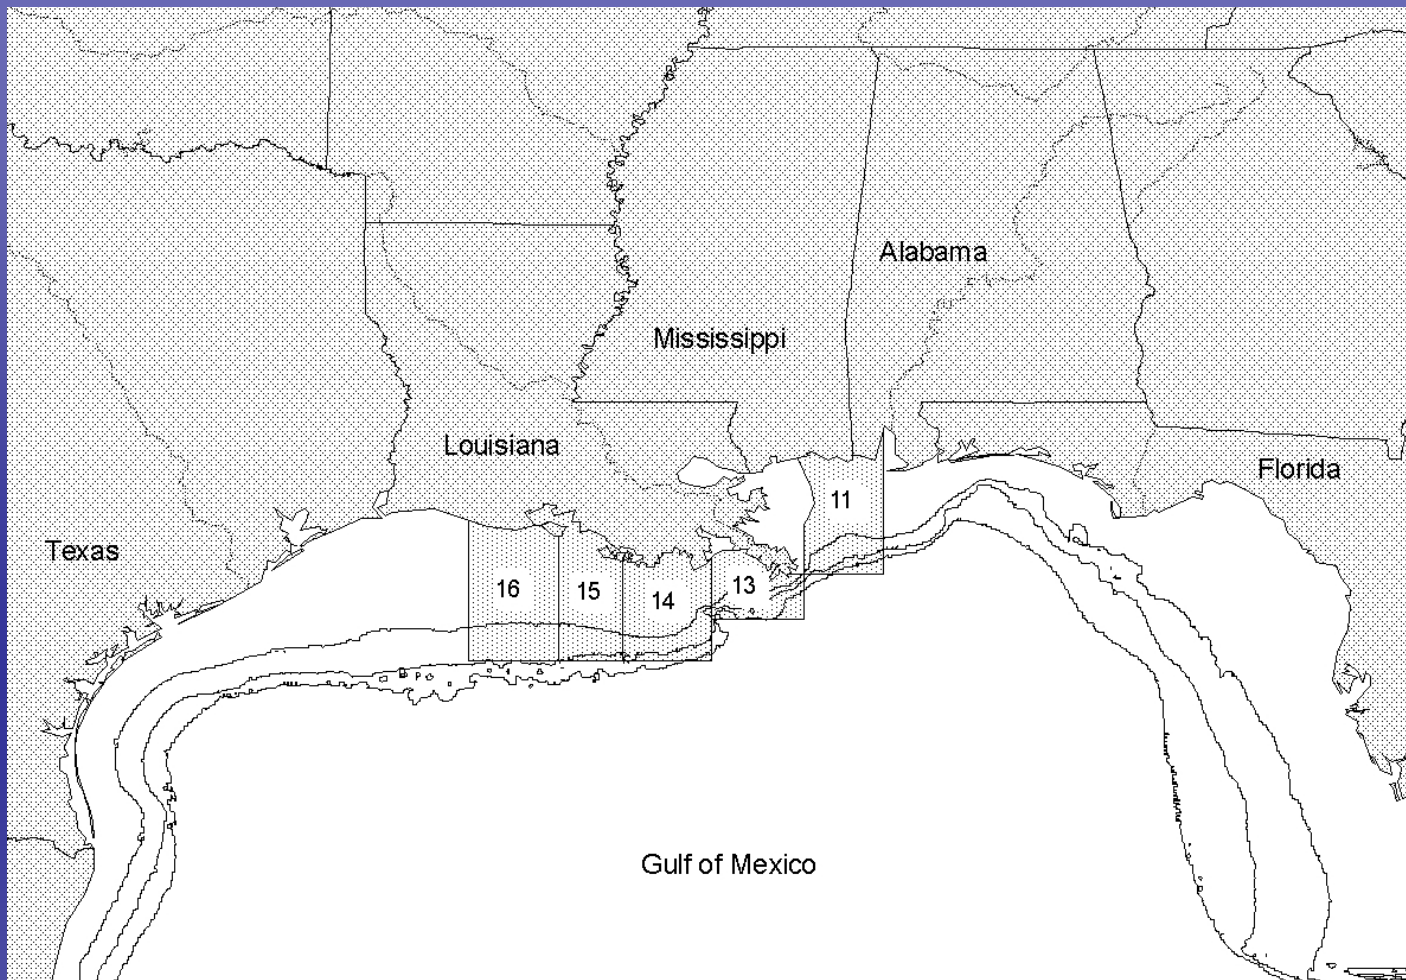 Alabama
Mississippi
Louisiana
Florida
11
Texas
16
15
14
13
Gulf of Mexico